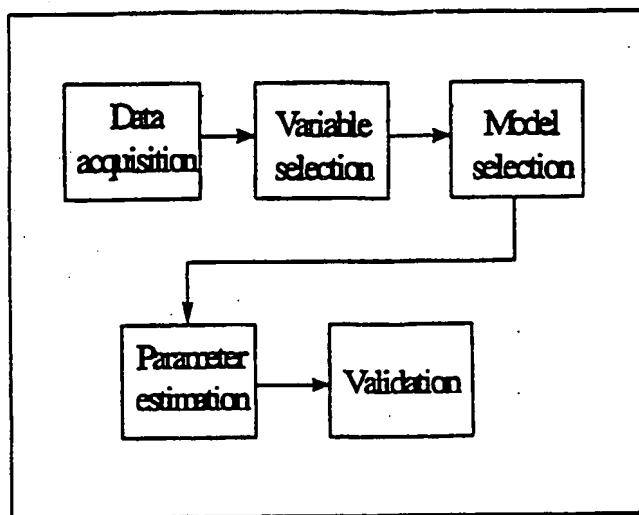 Data
acquisition
Variable
selection
Model
selection
Parameter
estimation
Validation